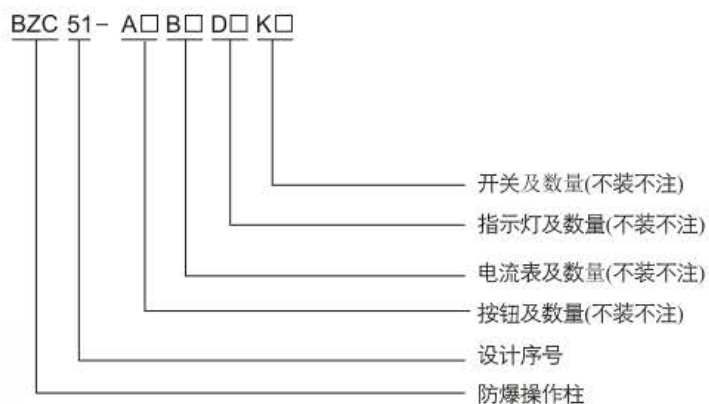 BZC 51- A□ B□ D□ K□
开关及数量(不装不注)
指示灯及数量(不装不注)
电流表及数量(不装不注)
按钮及数量(不装不注)
设计序号
防爆操作柱